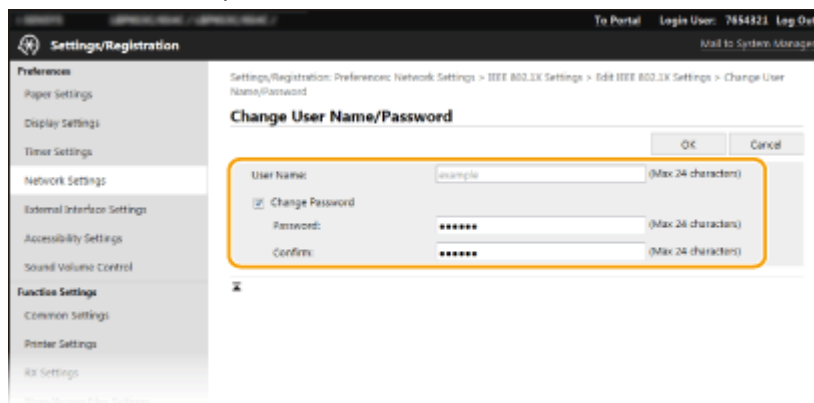 To Portal Login User: 7654321 Log Out
Settings/Registration
Mail to System Manager
Preferences
Paper Settings
Display Settings
Timer Settings
Network Settings
External Interface Settings
Accessibility Settings
Sound Volume Control
Function Settings
Common Settings
Printer Settings
RX Settings
Settings/Registration: Preferences: Network Settings > IEEE 802.1X Settings > Edit IEEE 802.1X Settings > Change User
Name/Password
Change User Name/Password
OK Cancel
User Name: example (Max 24 characters)
Change Password
Password: •••••• (Max 24 characters)
Confirm: •••••• (Max 24 characters)